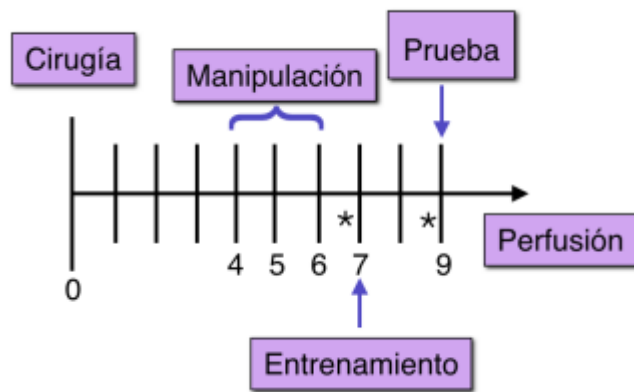 Cirugía
Manipulación
Prueba
* *
0 4 5 6 7 9
Perfusión
Entrenamiento